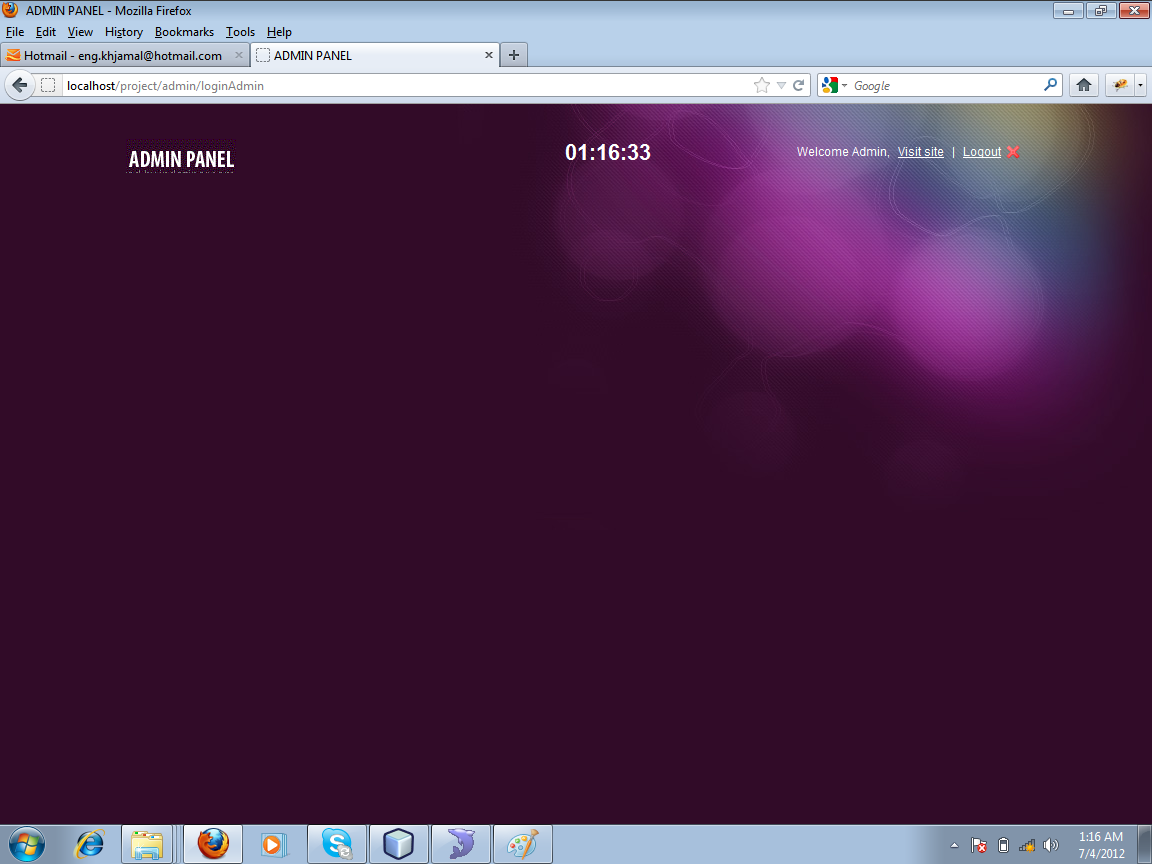 ADMIN PANEL - Mozilla Firefox
File Edit View History Bookmarks Tools Help
Hotmail - eng.khjamal@hotmail.com ADMIN PANEL
localhost/project/admin/loginAdmin Google
ADMIN PANEL 01:16:33 Welcome Admin, Visit site | Logout
1:16 AM
7/4/2012